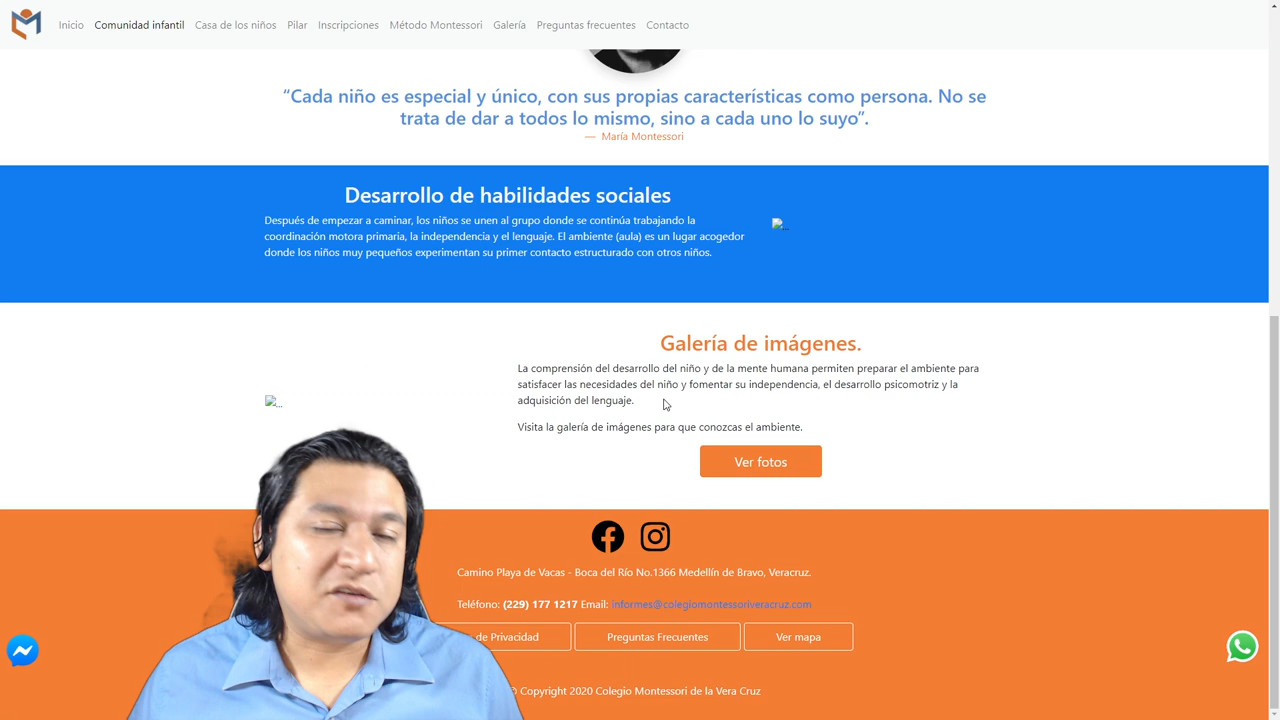 Inicio Comunidad infantil Casa de los niños Pilar Inscripciones Método Montessori Galería Preguntas frecuentes Contacto
“Cada niño es especial y único, con sus propias características como persona. No se
trata de dar a todos lo mismo, sino a cada uno lo suyo”.
— María Montessori
Desarrollo de habilidades sociales
Después de empezar a caminar, los niños se unen al grupo donde se continúa trabajando la
coordinación motora primaria, la independencia y el lenguaje. El ambiente (aula) es un lugar acogedor
donde los niños muy pequeños experimentan su primer contacto estructurado con otros niños.
...
Galería de imágenes.
La comprensión del desarrollo del niño y de la mente humana permiten preparar el ambiente para
satisfacer las necesidades del niño y fomentar su independencia, el desarrollo psicomotriz y la
adquisición del lenguaje.
...
Visita la galería de imágenes para que conozcas el ambiente.
Ver fotos
Camino Playa de Vacas - Boca del Río No.1366 Medellín de Bravo, Veracruz.
Teléfono: (229) 177 1217 Email: informes@colegiomontessoriveracruz.com
de Privacidad Preguntas Frecuentes Ver mapa
© Copyright 2020 Colegio Montessori de la Vera Cruz